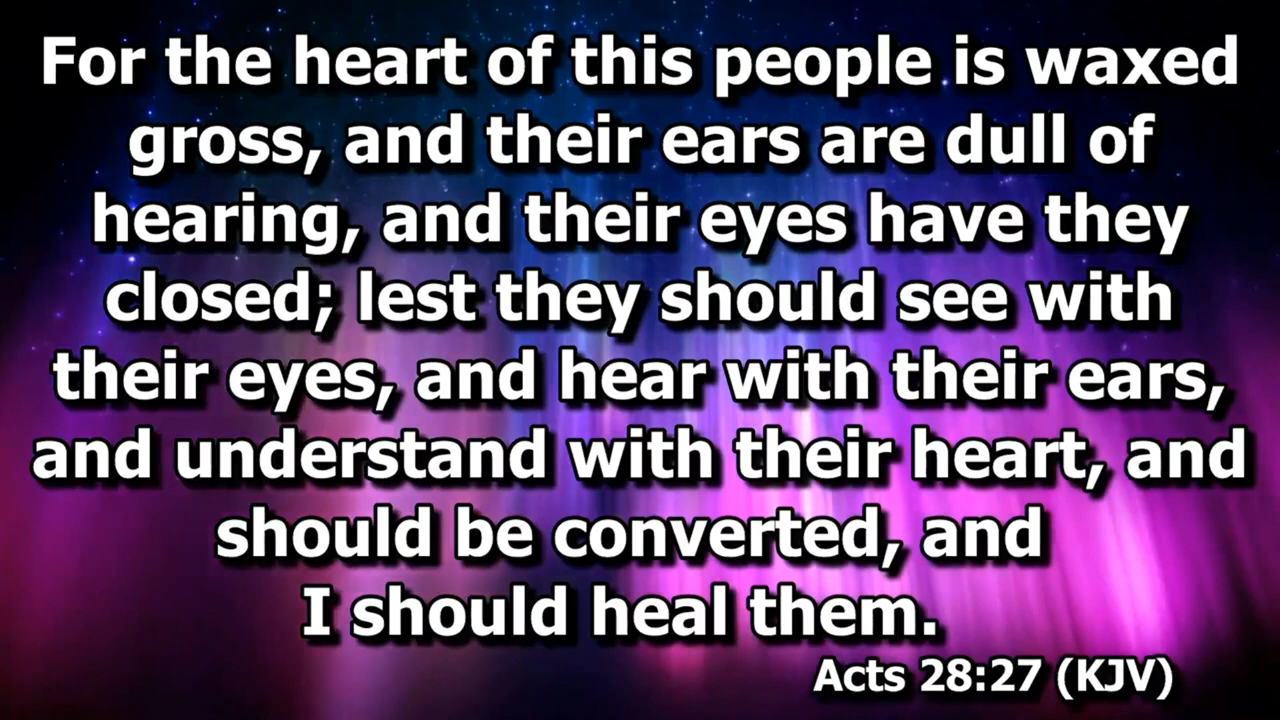 For the heart of this people is waxed
gross, and their ears are dull of
hearing, and their eyes have they
closed; lest they should see with
their eyes, and hear with their ears,
and understand with their heart, and
should be converted, and
I should heal them.
Acts 28:27 (KJV)